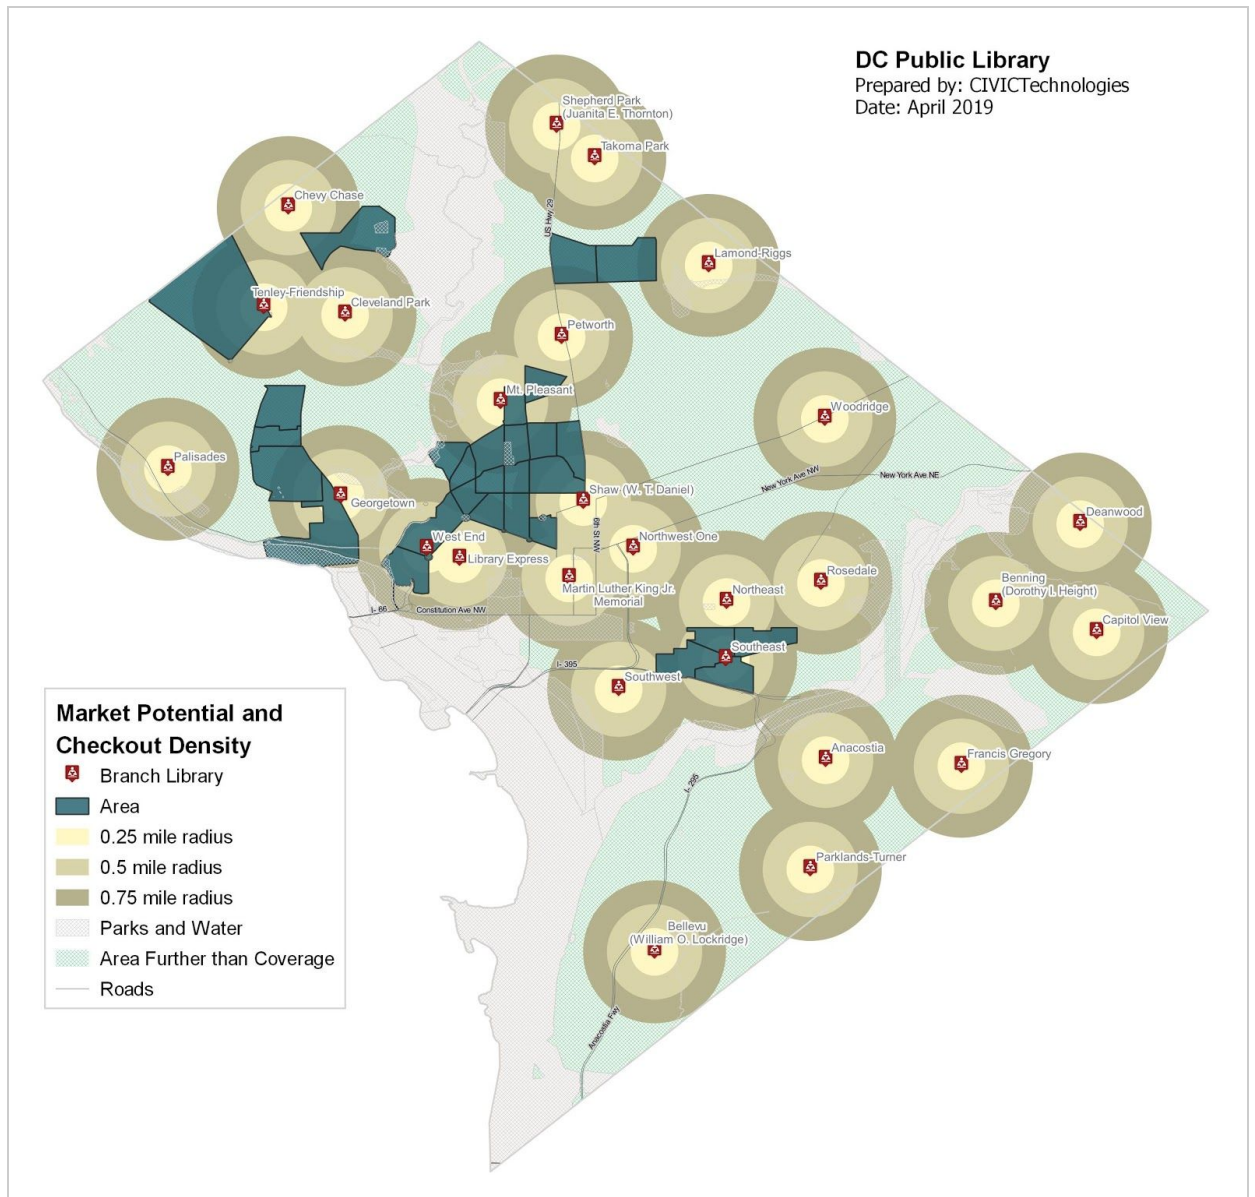 DC Public Library
Prepared by: CIVICTechnologies
Date: April 2019
Shepherd Park
(Juanita E. Thornton)
Takoma Park
Chevy Chase
US Hwy 29
Lamond-Riggs
Tenley-Friendship
Cleveland Park
Petworth
Mt. Pleasant
Woodridge
Palisades
New York Ave NW
New York Ave NE
Georgetown
Shaw (W. T. Daniel)
Deanwood
6th St NW
West End
Northwest One
Library Express
Rosedale
Martin Luther King Jr.
Memorial
Northeast
Benning
(Dorothy I. Height)
Capitol View
I- 66
Constitution Ave NW
Southeast
I- 395
Southwest
Anacostia
Francis Gregory
I- 295
Parklands-Turner
Bellevu
(William O. Lockridge)
Anacostia Fwy
Market Potential and
Checkout Density
Branch Library
Area
0.25 mile radius
0.5 mile radius
0.75 mile radius
Parks and Water
Area Further than Coverage
Roads